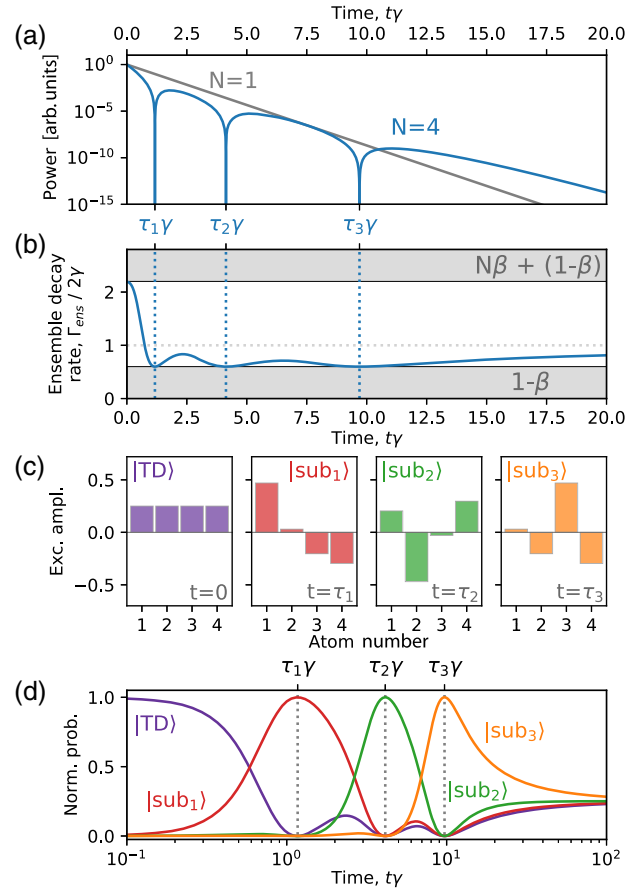 Time, tγ
0.0 2.5 5.0 7.5 10.0 12.5 15.0 17.5 20.0
(a)
Power [arb. units]
10⁰
10⁻⁵
10⁻¹⁰
10⁻¹⁵
N=1
N=4
τ₁γ τ₂γ τ₃γ
(b)
Ensemble decay
rate, Γₑₙₛ / 2γ
2
1
0
Nβ + (1-β)
1-β
0.0 2.5 5.0 7.5 10.0 12.5 15.0 17.5 20.0
Time, tγ
(c)
Exc. ampl.
0.5
0.0
−0.5
|TD⟩ |sub₁⟩ |sub₂⟩ |sub₃⟩
t=0 t=τ₁ t=τ₂ t=τ₃
1 2 3 4 1 2 3 4 1 2 3 4 1 2 3 4
Atom number
τ₁γ τ₂γ τ₃γ
(d)
Norm. prob.
1.0
0.5
0.0
|TD⟩
|sub₁⟩
|sub₃⟩
|sub₂⟩
10⁻¹ 10⁰ 10¹ 10²
Time, tγ